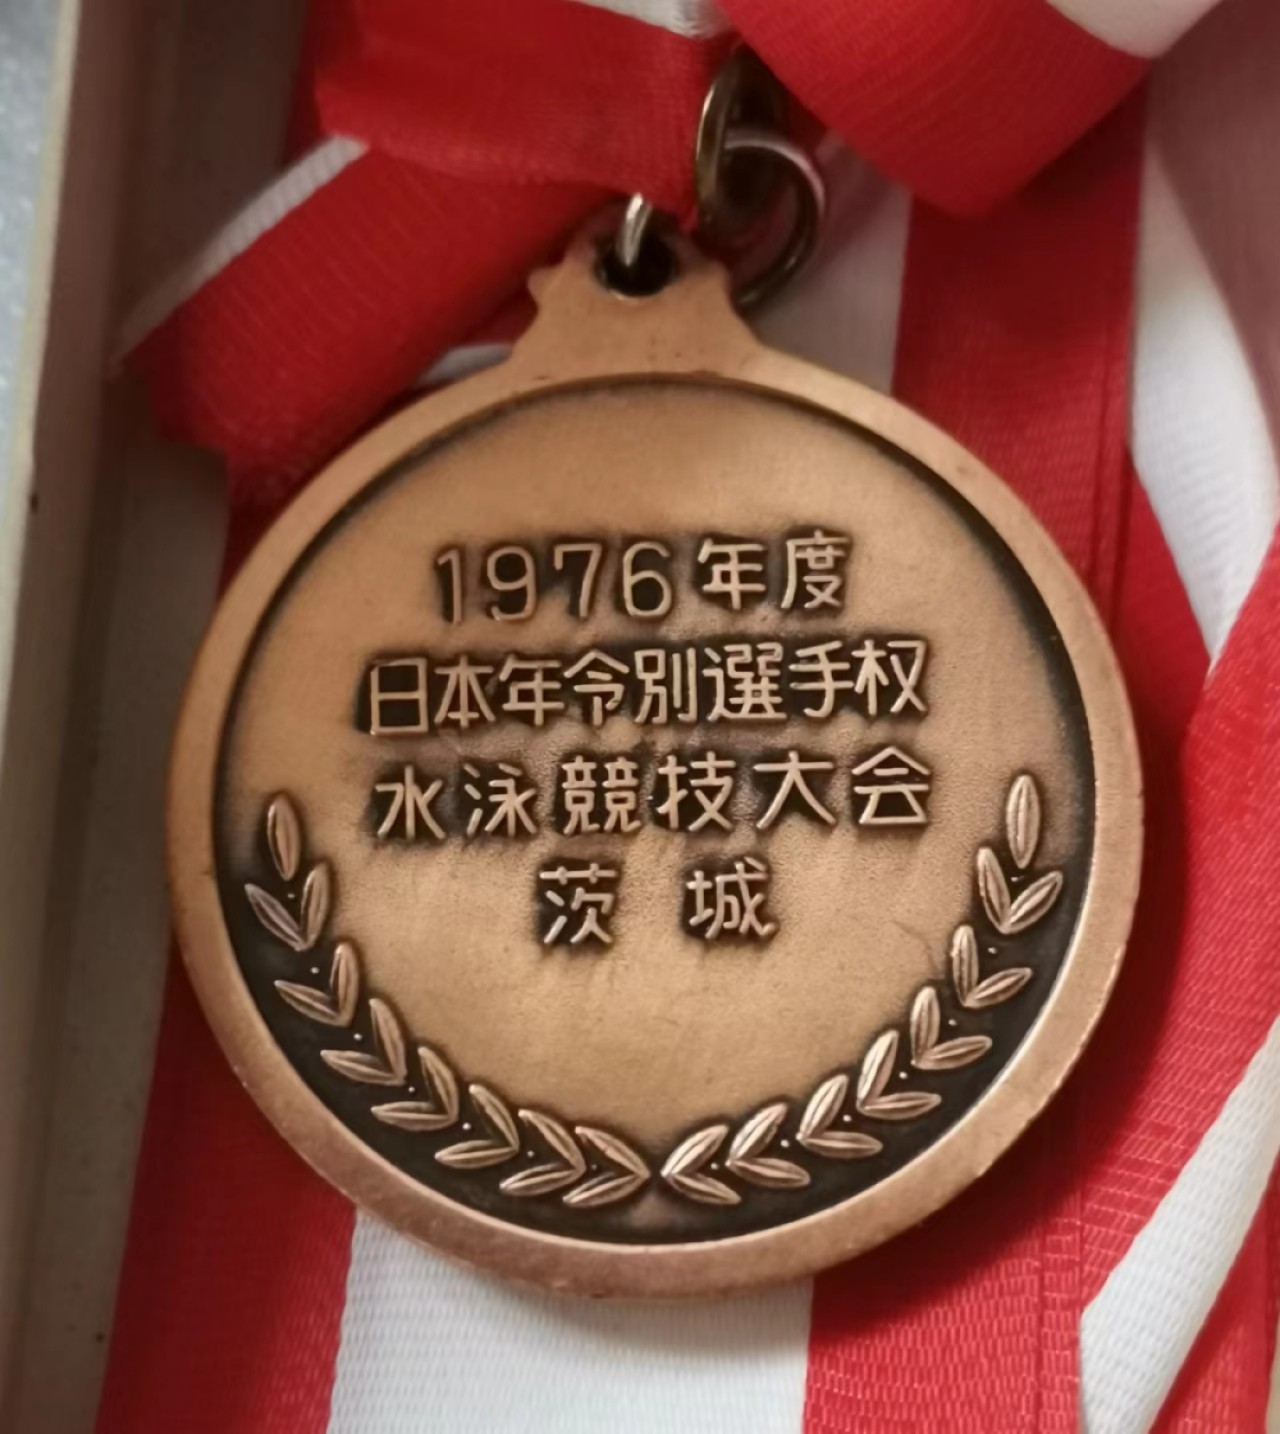 1976年度
日本年令別選手权
水泳競技大会
茨城